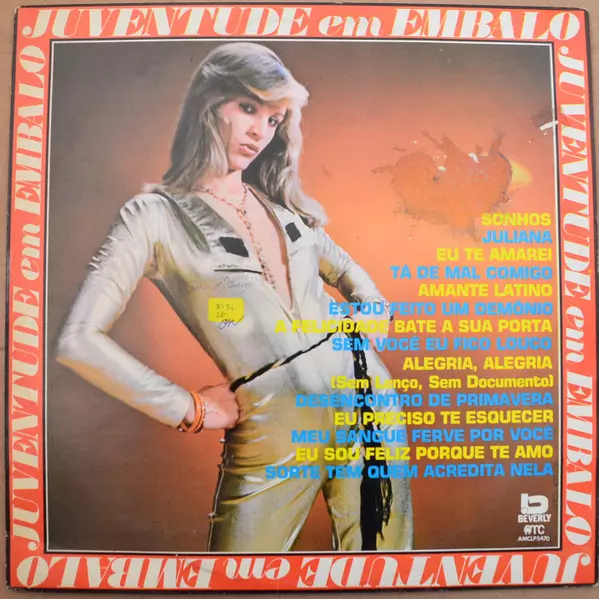 JUVENTUDE em EMBALO
JUVENTUDE em EMBALO
JUVENTUDE em EMBALO
JUVENTUDE em EMBALO
SONHOS
JULIANA
EU TE AMAREI
TÁ DE MAL COMIGO
AMANTE LATINO
ESTOU FEITO UM DEMÔNIO
A FELICIDADE BATE A SUA PORTA
SEM VOCÊ EU FICO LOUCO
ALEGRIA, ALEGRIA
(Sem Lenço, Sem Documento)
DESENCONTRO DE PRIMAVERA
EU PRECISO TE ESQUECER
MEU SANGUE FERVE POR VOCÊ
EU SOU FELIZ PORQUE TE AMO
SORTE TEM QUEM ACREDITA NELA
b
BEVERLY
AMCLP5470